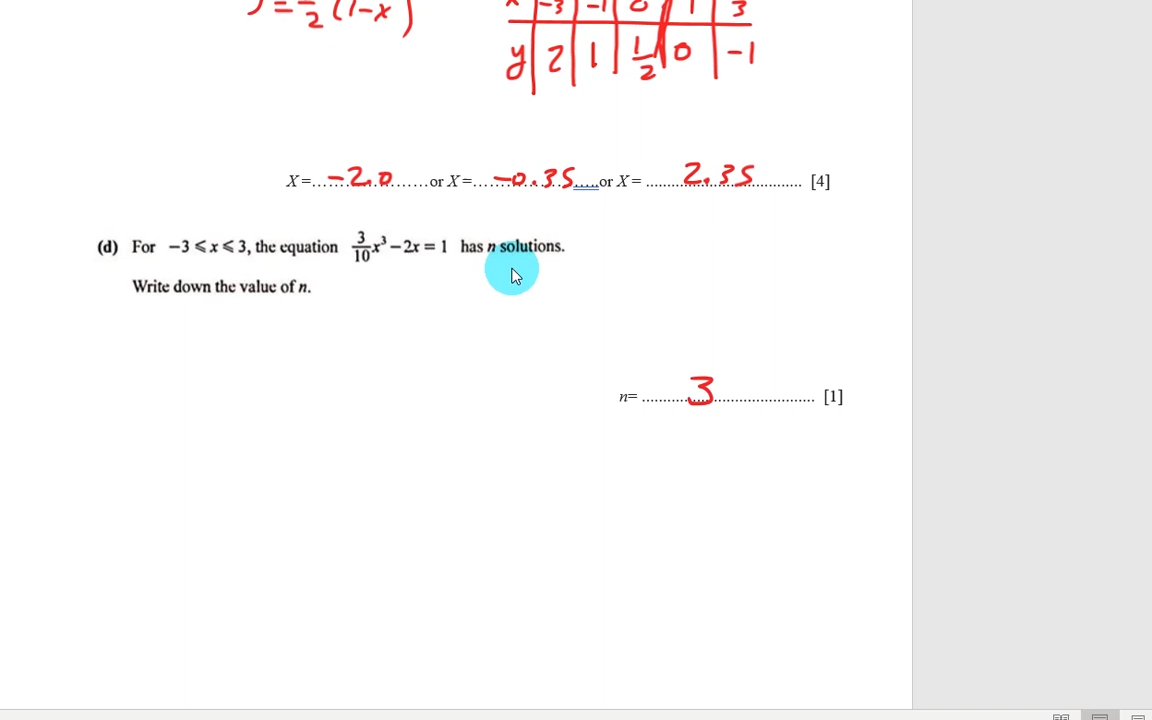 y = 1/2 (1-x)
x | -3 | -1 | 0 | 1 | 3
y | 2 | 1 | 1/2 | 0 | -1
X=...-2.0...or X=...-0.35.....or X= ...2.35... [4]
(d) For −3 ⩽ x ⩽ 3, the equation 3/10 x³ − 2x = 1 has n solutions.
Write down the value of n.
n= ...3... [1]